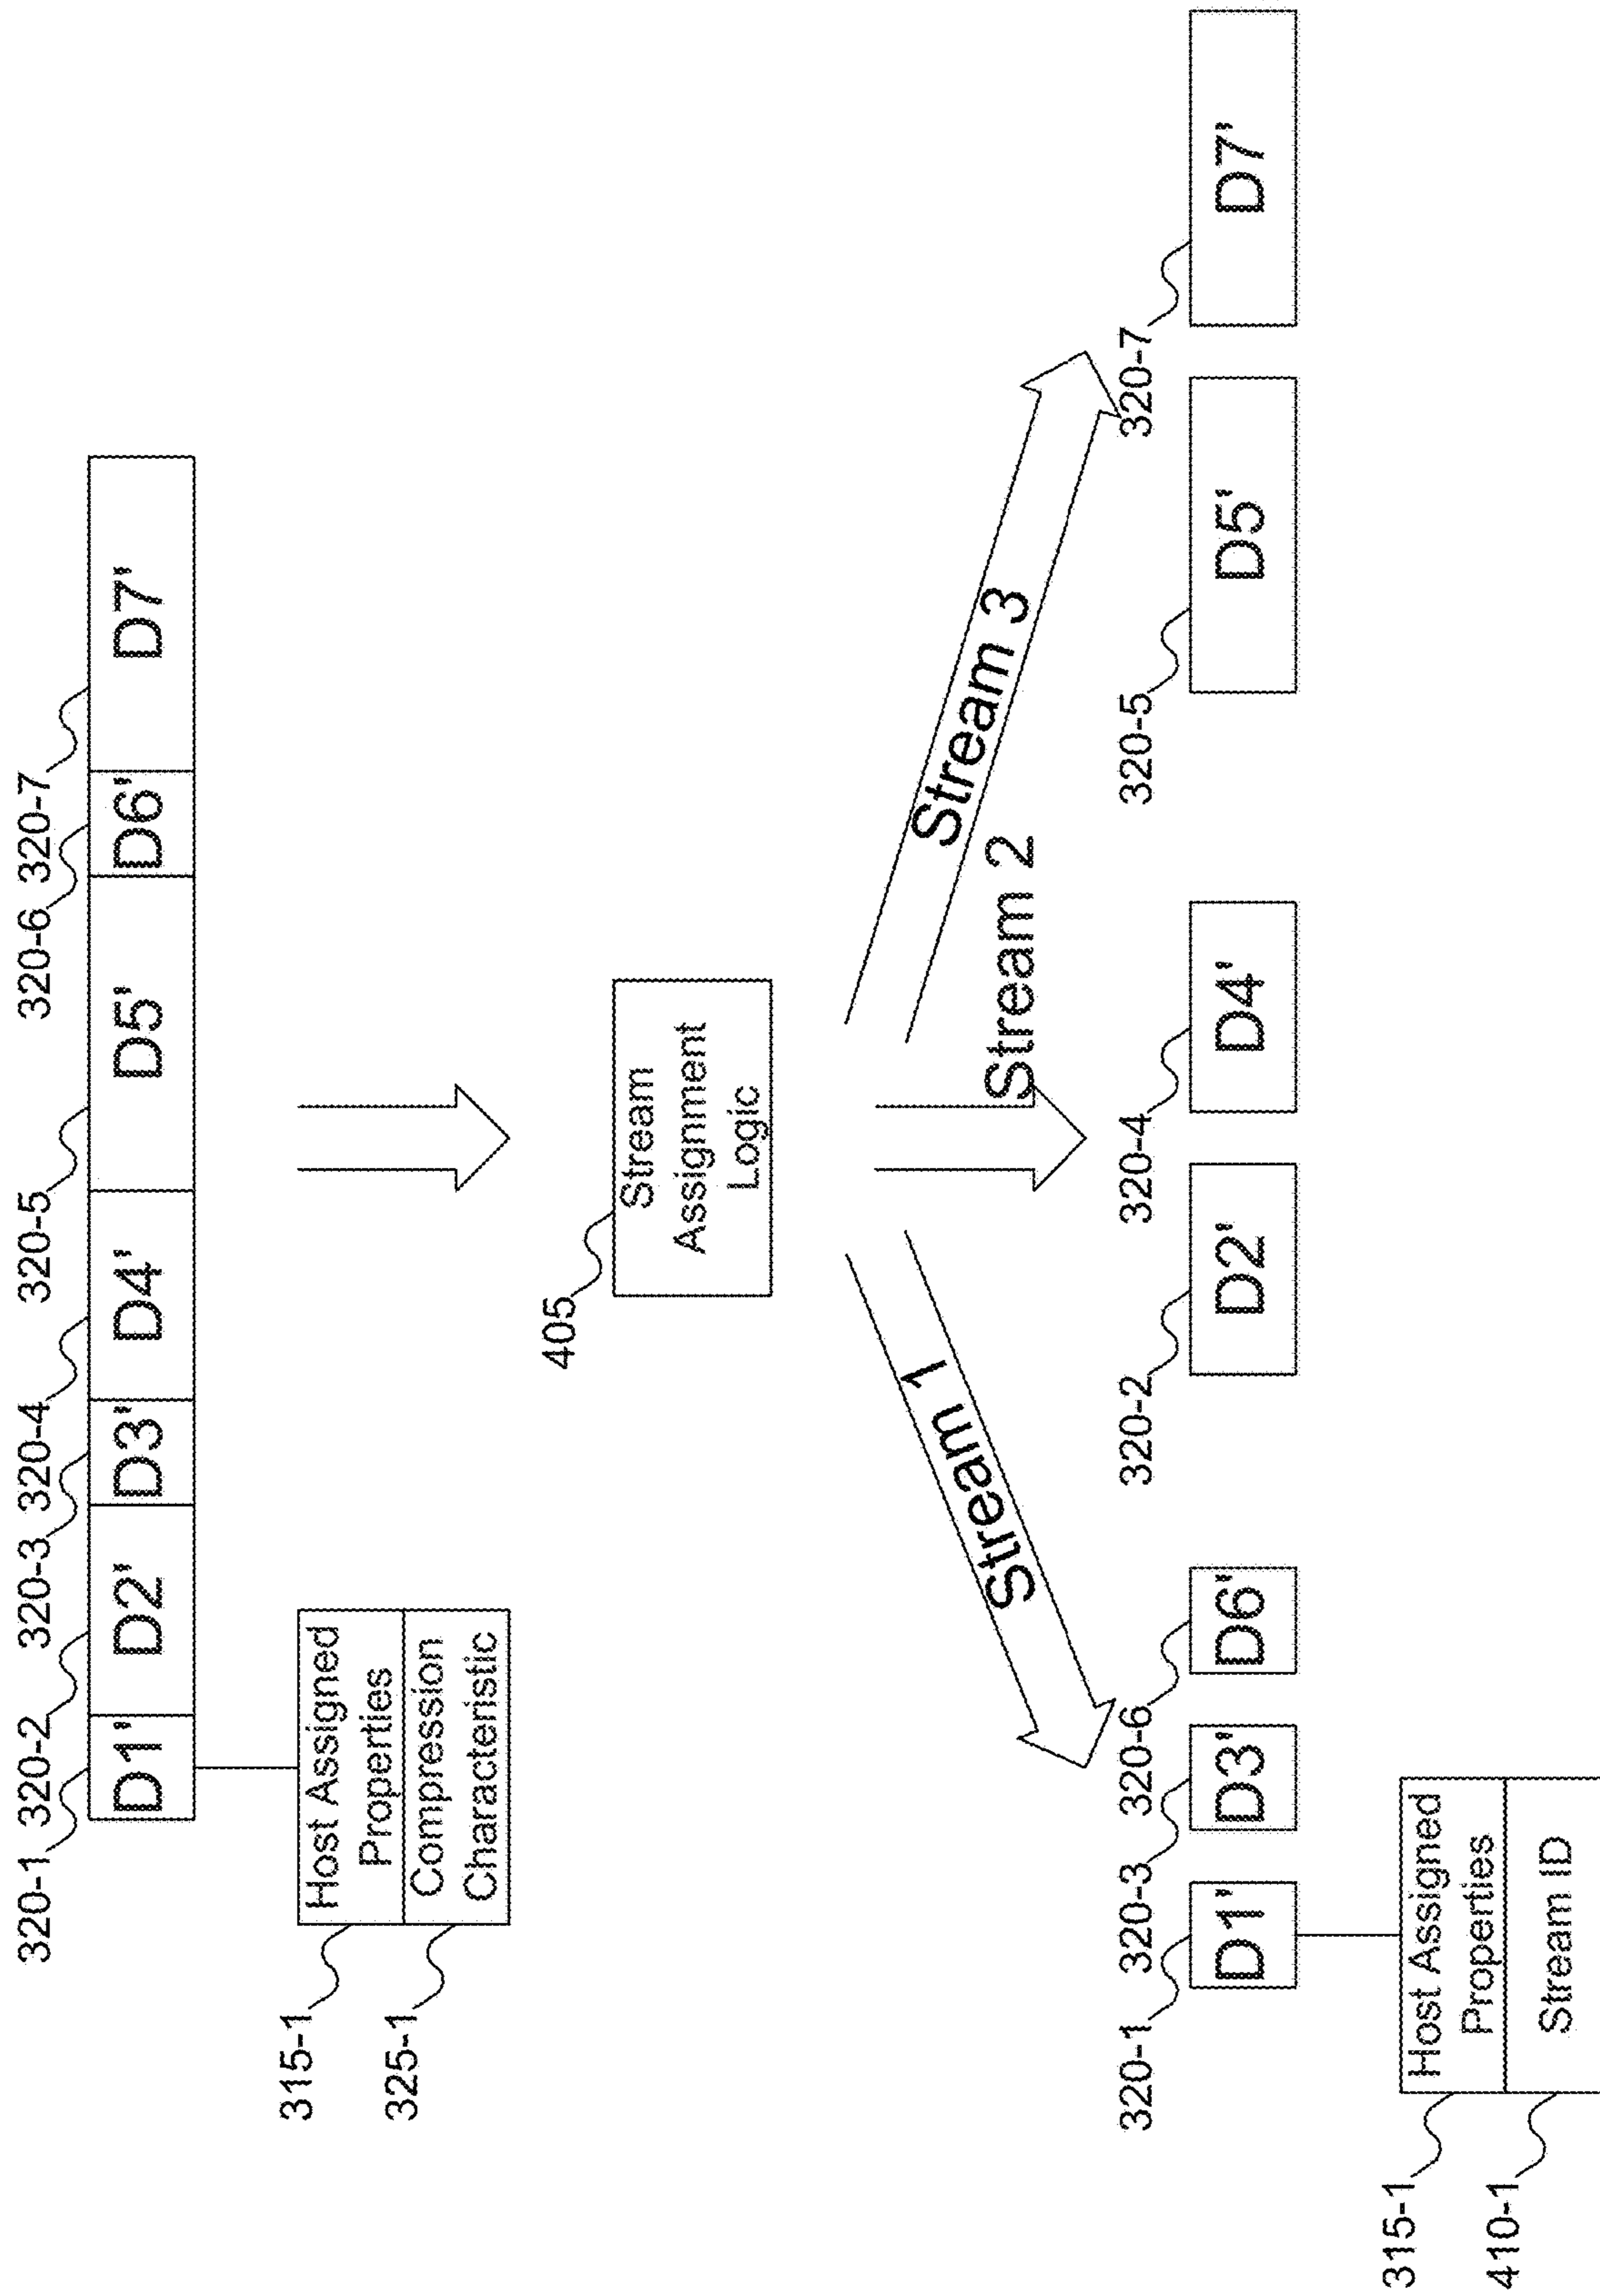 320-1
320-2
320-3
320-4
320-5
320-6
320-7
D1'
D2'
D3'
D4'
D5'
D6'
D7'
315-1
Host Assigned
Properties
325-1
Compression
Characteristic
405
Stream
Assignment
Logic
Stream 1
Stream 2
Stream 3
320-1
320-3
320-6
320-2
320-4
320-5
320-7
D1'
D3'
D6'
D2'
D4'
D5'
D7'
315-1
Host Assigned
Properties
410-1
Stream ID